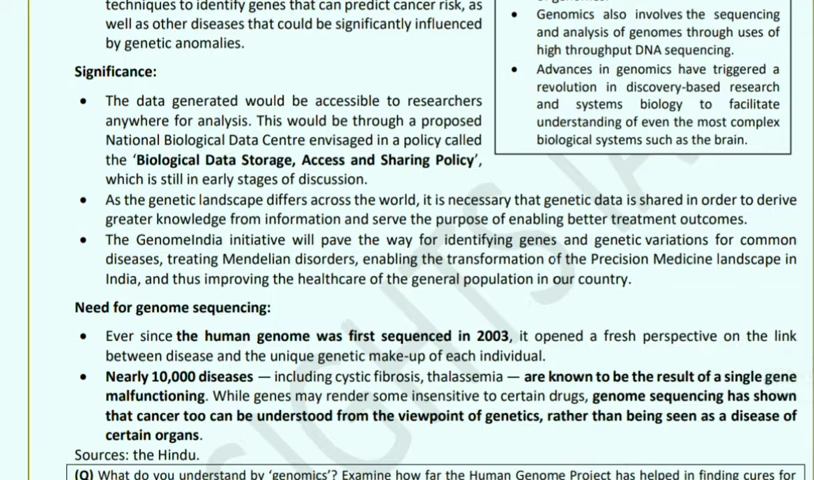 techniques to identify genes that can predict cancer risk, as
well as other diseases that could be significantly influenced
by genetic anomalies.
• Genomics also involves the sequencing
and analysis of genomes through uses of
high throughput DNA sequencing.
• Advances in genomics have triggered a
revolution in discovery-based research
and systems biology to facilitate
understanding of even the most complex
biological systems such as the brain.
Significance:
• The data generated would be accessible to researchers
anywhere for analysis. This would be through a proposed
National Biological Data Centre envisaged in a policy called
the ‘Biological Data Storage, Access and Sharing Policy’,
which is still in early stages of discussion.
• As the genetic landscape differs across the world, it is necessary that genetic data is shared in order to derive
greater knowledge from information and serve the purpose of enabling better treatment outcomes.
• The GenomeIndia initiative will pave the way for identifying genes and genetic variations for common
diseases, treating Mendelian disorders, enabling the transformation of the Precision Medicine landscape in
India, and thus improving the healthcare of the general population in our country.
Need for genome sequencing:
• Ever since the human genome was first sequenced in 2003, it opened a fresh perspective on the link
between disease and the unique genetic make-up of each individual.
• Nearly 10,000 diseases — including cystic fibrosis, thalassemia — are known to be the result of a single gene
malfunctioning. While genes may render some insensitive to certain drugs, genome sequencing has shown
that cancer too can be understood from the viewpoint of genetics, rather than being seen as a disease of
certain organs.
Sources: the Hindu.
(Q) What do you understand by ‘genomics’? Examine how far the Human Genome Project has helped in finding cures for